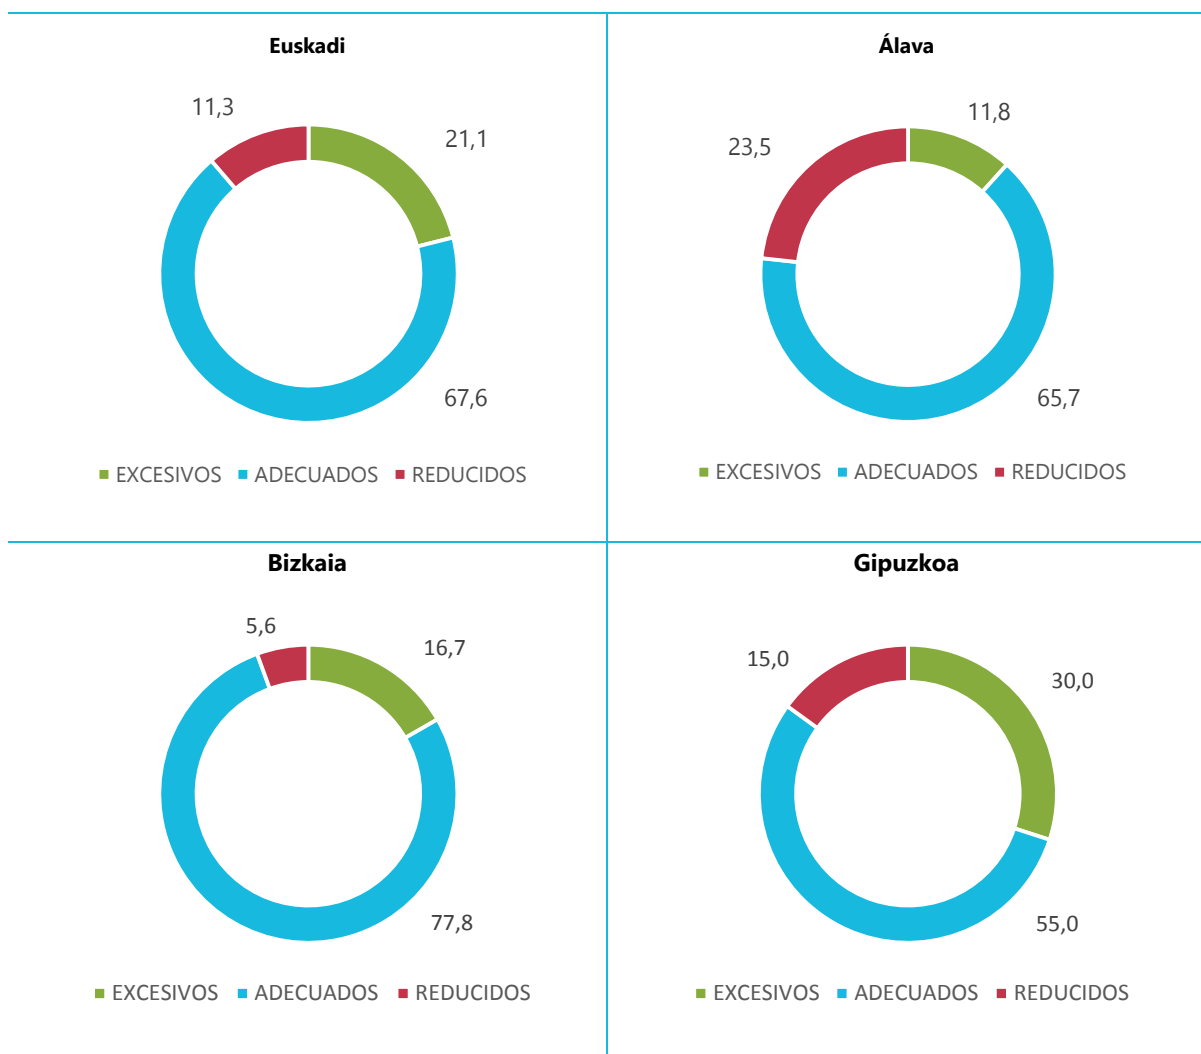 Euskadi
11,3
21,1
67,6
EXCESIVOS ADECUADOS REDUCIDOS
Álava
11,8
23,5
65,7
EXCESIVOS ADECUADOS REDUCIDOS
Bizkaia
5,6
16,7
77,8
EXCESIVOS ADECUADOS REDUCIDOS
Gipuzkoa
15,0
30,0
55,0
EXCESIVOS ADECUADOS REDUCIDOS